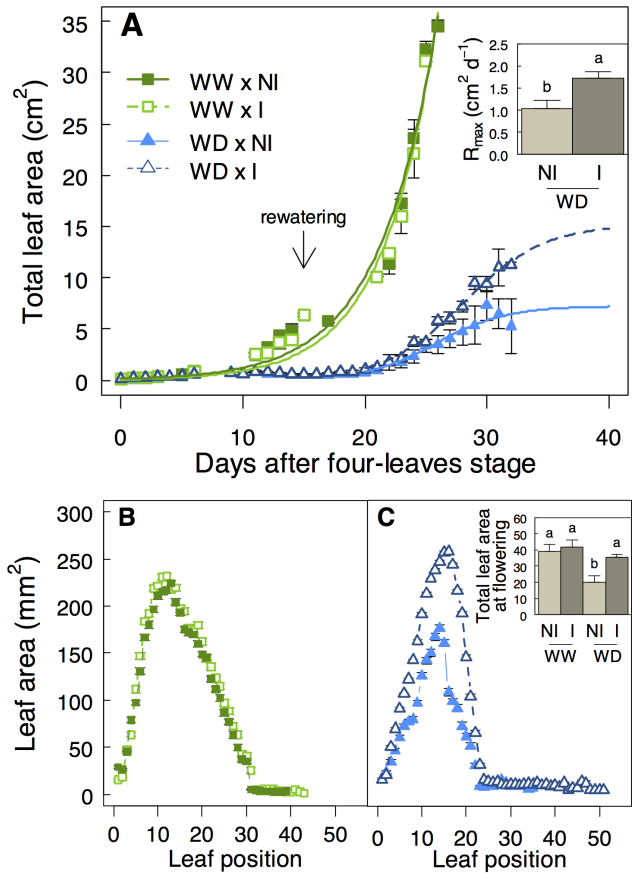 A
35
30
25
20
15
10
5
0
Total leaf area (cm²)
WW x NI
WW x I
WD x NI
WD x I
rewatering
2.5
2.0
1.5
1.0
0.5
0.0
Rmax (cm² d⁻¹)
b
a
NI I
WD
0 10 20 30 40
Days after four-leaves stage
B
300
250
200
150
100
50
0
Leaf area (mm²)
0 10 20 30 40 50
Leaf position
C
60
50
40
30
20
10
0
Total leaf area
at flowering
a a b a
NI I NI I
WW WD
0 10 20 30 40 50
Leaf position